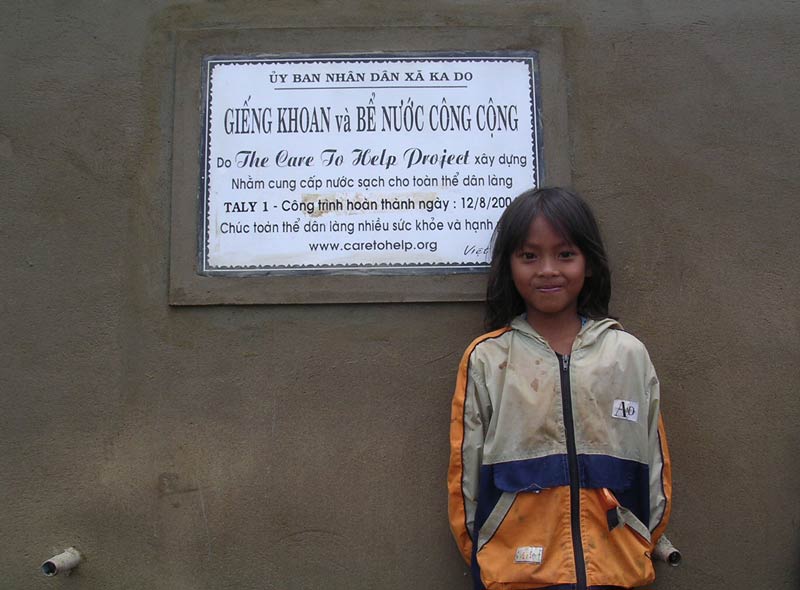 ỦY BAN NHÂN DÂN XÃ KA DO
GIẾNG KHOAN và BỂ NƯỚC CÔNG CỘNG
Do The Care To Help Project xây dựng
Nhằm cung cấp nước sạch cho toàn thể dân làng
TALY 1 - Công trình hoàn thành ngày : 12/8/200
Chúc toàn thể dân làng nhiều sức khỏe và hạnh
www.caretohelp.org
Việt